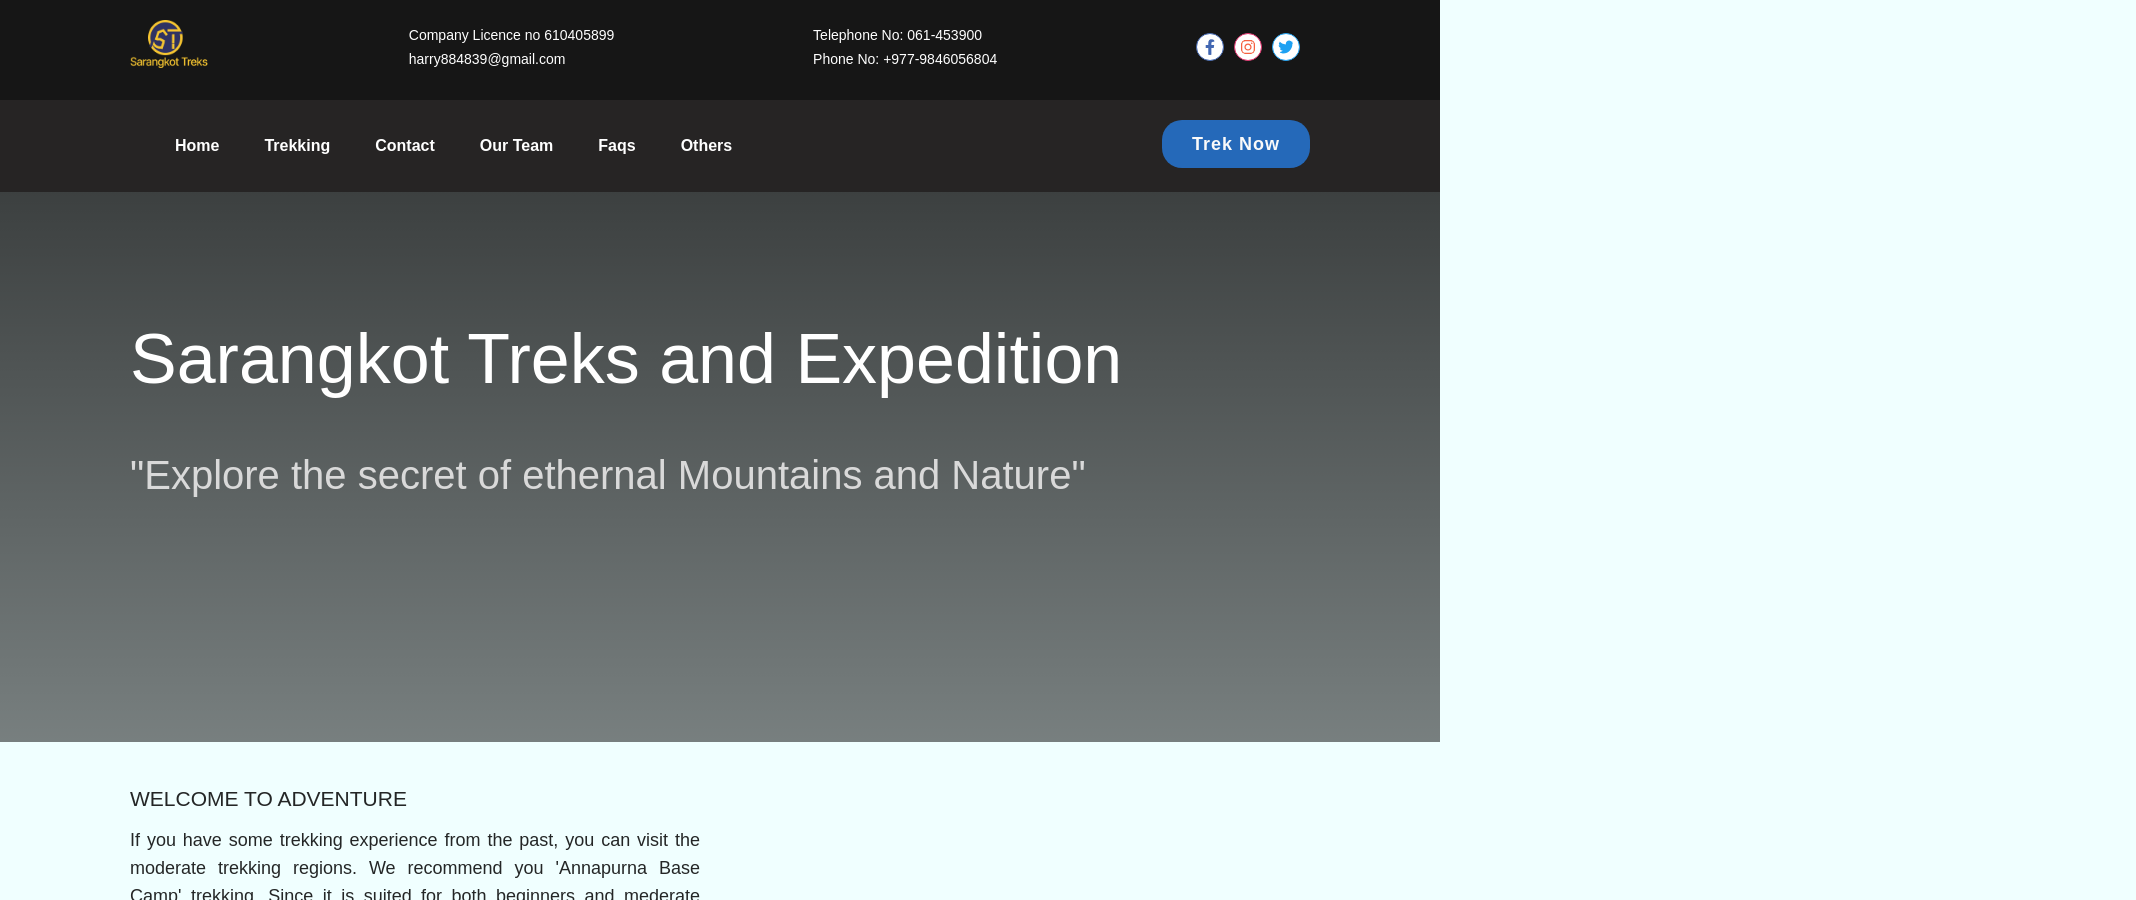 ST
Sarangkot Treks
Company Licence no 610405899
harry884839@gmail.com
Telephone No: 061-453900
Phone No: +977-9846056804
Home Trekking Contact Our Team Faqs Others
Trek Now
Sarangkot Treks and Expedition
"Explore the secret of ethernal Mountains and Nature"
WELCOME TO ADVENTURE
If you have some trekking experience from the past, you can visit the
moderate trekking regions. We recommend you 'Annapurna Base
Camp' trekking. Since it is suited for both beginners and mederate